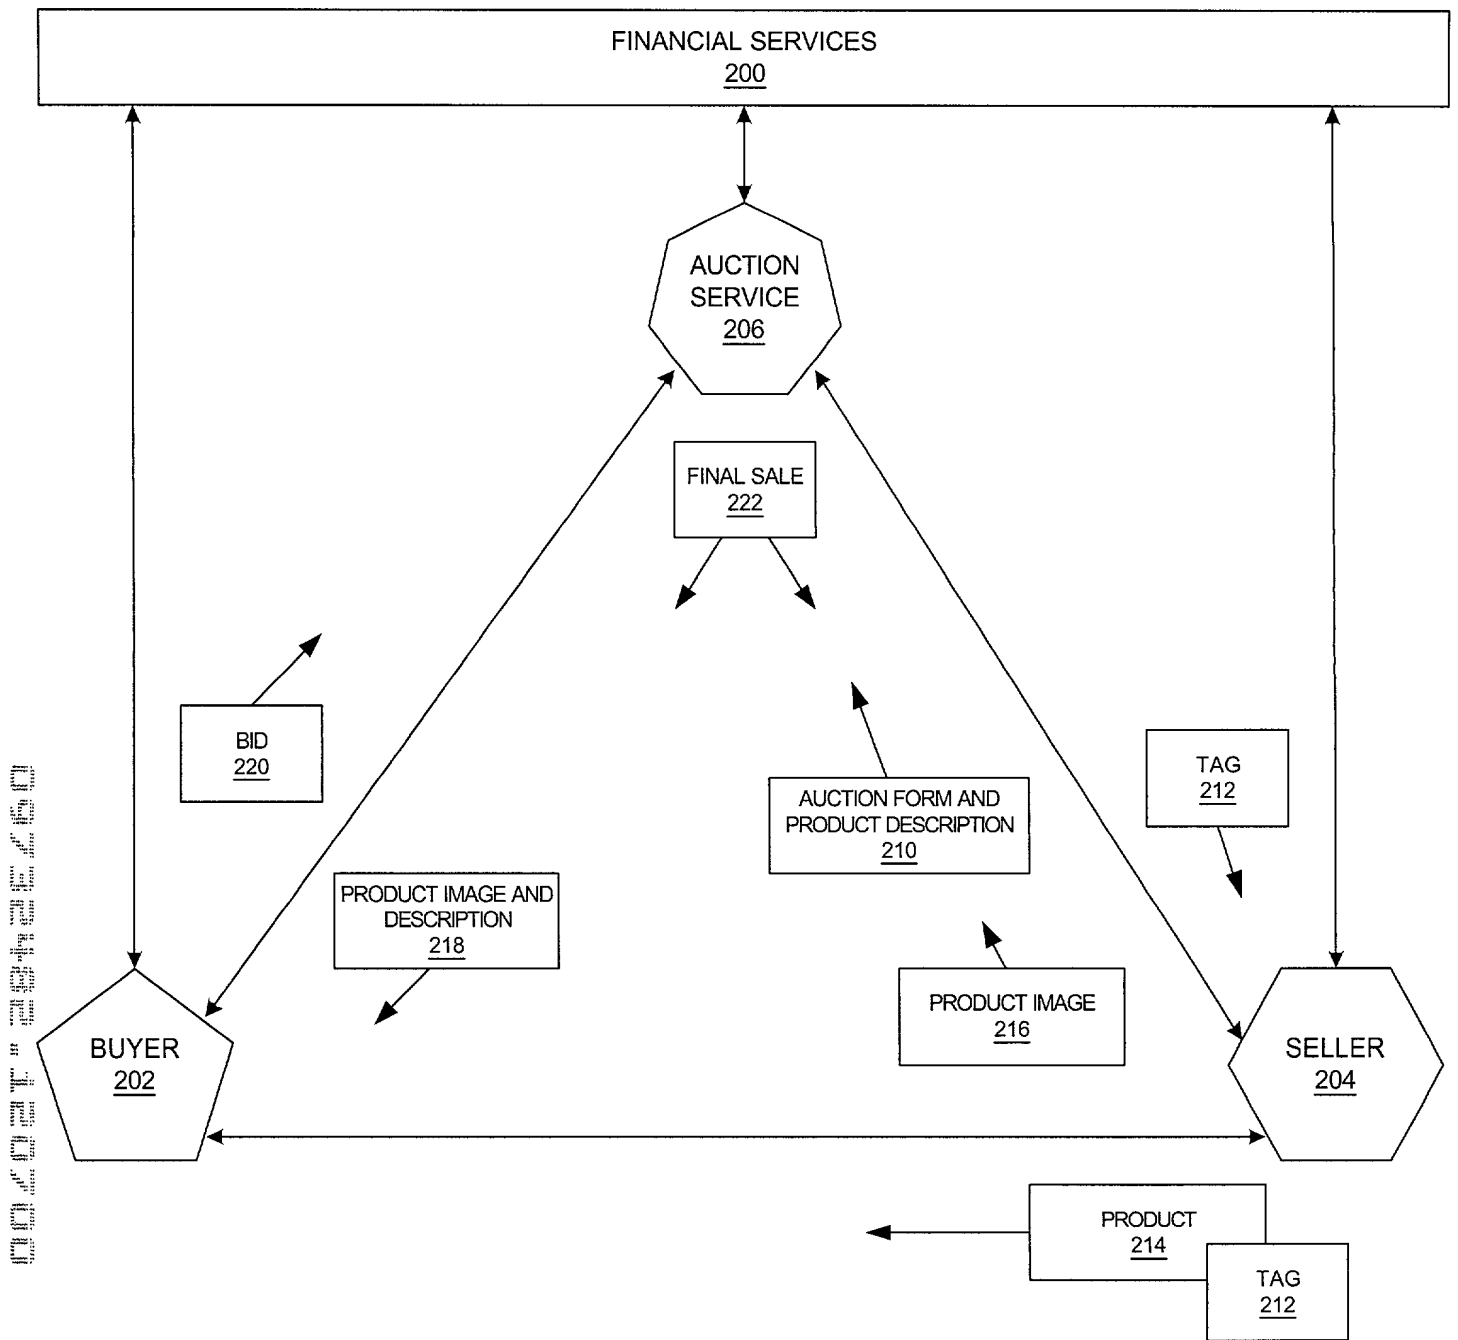 FINANCIAL SERVICES
200
AUCTION
SERVICE
206
FINAL SALE
222
BID
220
TAG
212
AUCTION FORM AND
PRODUCT DESCRIPTION
210
PRODUCT IMAGE AND
DESCRIPTION
218
PRODUCT IMAGE
216
BUYER
202
SELLER
204
PRODUCT
214
TAG
212